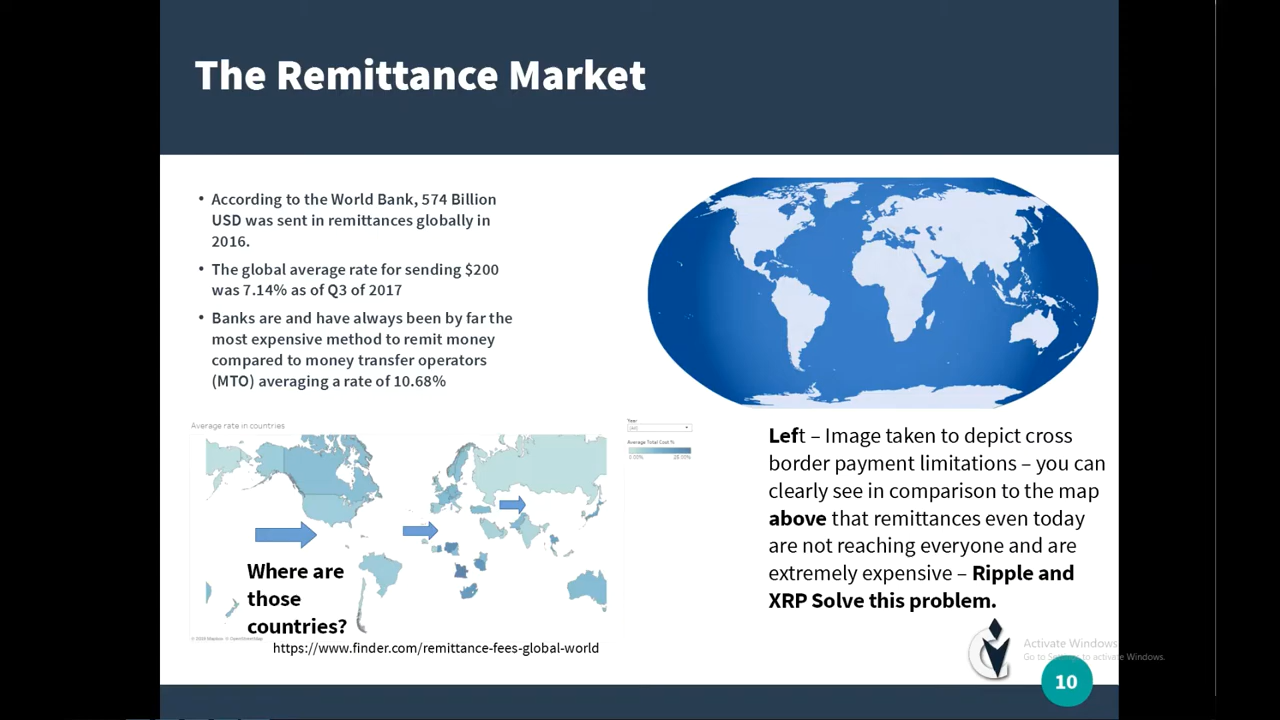 The Remittance Market
• According to the World Bank, 574 Billion
USD was sent in remittances globally in
2016.
• The global average rate for sending $200
was 7.14% as of Q3 of 2017
• Banks are and have always been by far the
most expensive method to remit money
compared to money transfer operators
(MTO) averaging a rate of 10.68%
Average rate in countries
Year
Average Total Cost %
0.00%
Where are
those
countries?
https://www.finder.com/remittance-fees-global-world
Left – Image taken to depict cross
border payment limitations – you can
clearly see in comparison to the map
above that remittances even today
are not reaching everyone and are
extremely expensive – Ripple and
XRP Solve this problem.
Activate Windows
Go to Settings to activate Windows.
10